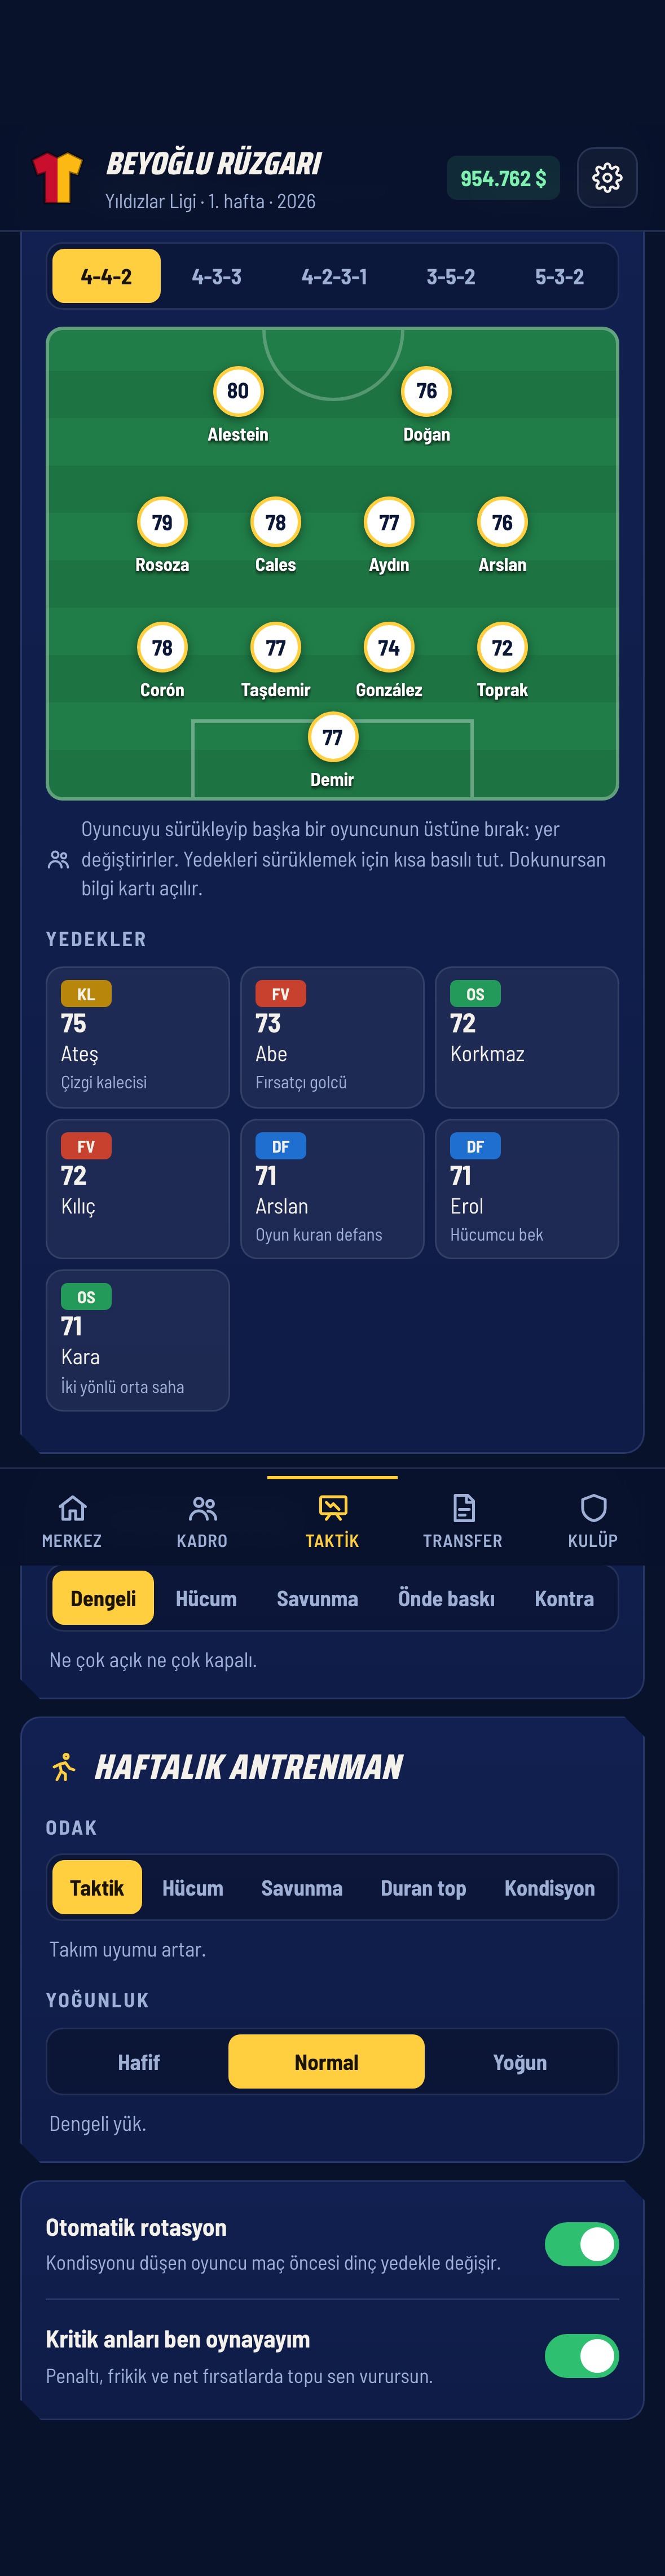 BEYOĞLU RÜZGARI
Yıldızlar Ligi · 1. hafta · 2026
954.762 $
4-4-2
4-3-3
4-2-3-1
3-5-2
5-3-2
80
76
Alestein
Doğan
79
78
77
76
Rosoza
Cales
Aydın
Arslan
78
77
74
72
Corón
Taşdemir
González
Toprak
77
Demir
Oyuncuyu sürükleyip başka bir oyuncunun üstüne bırak: yer
değiştirirler. Yedekleri sürüklemek için kısa basılı tut. Dokunursan
bilgi kartı açılır.
YEDEKLER
KL
75
Ateş
Çizgi kalecisi
FV
73
Abe
Fırsatçı golcü
OS
72
Korkmaz
FV
72
Kılıç
DF
71
Arslan
Oyun kuran defans
DF
71
Erol
Hücumcu bek
OS
71
Kara
İki yönlü orta saha
MERKEZ
KADRO
TAKTİK
TRANSFER
KULÜP
Dengeli
Hücum
Savunma
Önde baskı
Kontra
Ne çok açık ne çok kapalı.
HAFTALIK ANTRENMAN
ODAK
Taktik
Hücum
Savunma
Duran top
Kondisyon
Takım uyumu artar.
YOĞUNLUK
Hafif
Normal
Yoğun
Dengeli yük.
Otomatik rotasyon
Kondisyonu düşen oyuncu maç öncesi dinç yedekle değişir.
Kritik anları ben oynayayım
Penaltı, frikik ve net fırsatlarda topu sen vurursun.